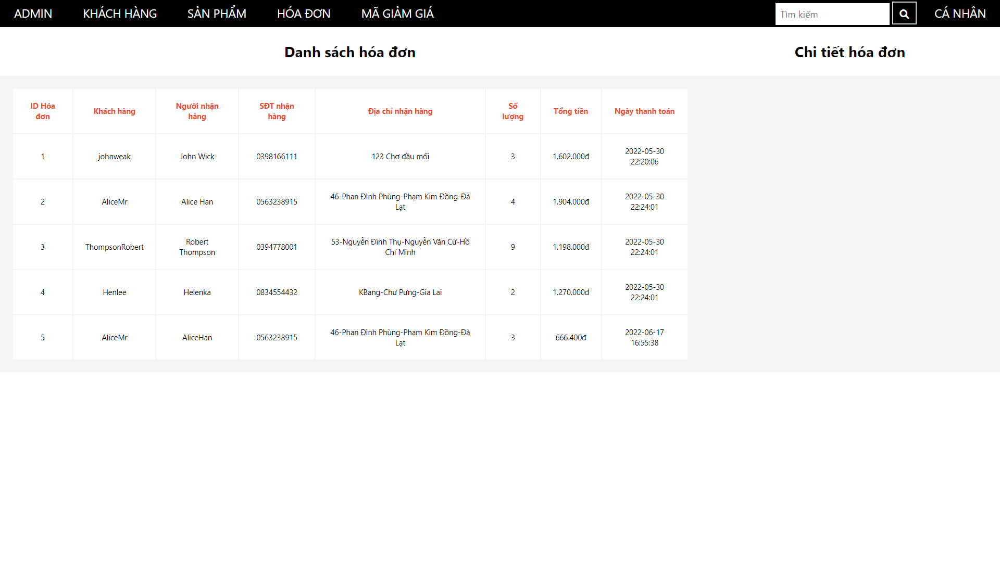 ADMIN KHÁCH HÀNG SẢN PHẨM HÓA ĐƠN MÃ GIẢM GIÁ Tìm kiếm CÁ NHÂN
Danh sách hóa đơn
Chi tiết hóa đơn
ID Hóa
đơn
Khách hàng
Người nhận
hàng
SĐT nhận
hàng
Địa chỉ nhận hàng
Số
lượng
Tổng tiền
Ngày thanh toán
1
johnweak
John Wick
0398166111
123 Chợ đầu mối
3
1.602.000đ
2022-05-30
22:20:06
2
AliceMr
Alice Han
0563238915
46-Phan Đình Phùng-Phạm Kim Đồng-Đà
Lạt
4
1.904.000đ
2022-05-30
22:24:01
3
ThompsonRobert
Robert
Thompson
0394778001
53-Nguyễn Đình Thụ-Nguyễn Văn Cừ-Hồ
Chí Minh
9
1.198.000đ
2022-05-30
22:24:01
4
Henlee
Helenka
0834554432
KBang-Chư Pưng-Gia Lai
2
1.270.000đ
2022-05-30
22:24:01
5
AliceMr
AliceHan
0563238915
46-Phan Đình Phùng-Phạm Kim Đồng-Đà
Lạt
3
666.400đ
2022-06-17
16:55:38